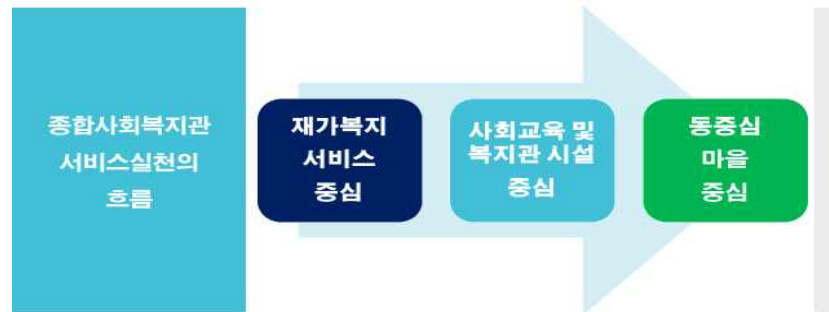 종합사회복지관
서비스실천의
흐름
재가복지
서비스
중심
사회교육 및
복지관 시설
중심
동중심
마을
중심